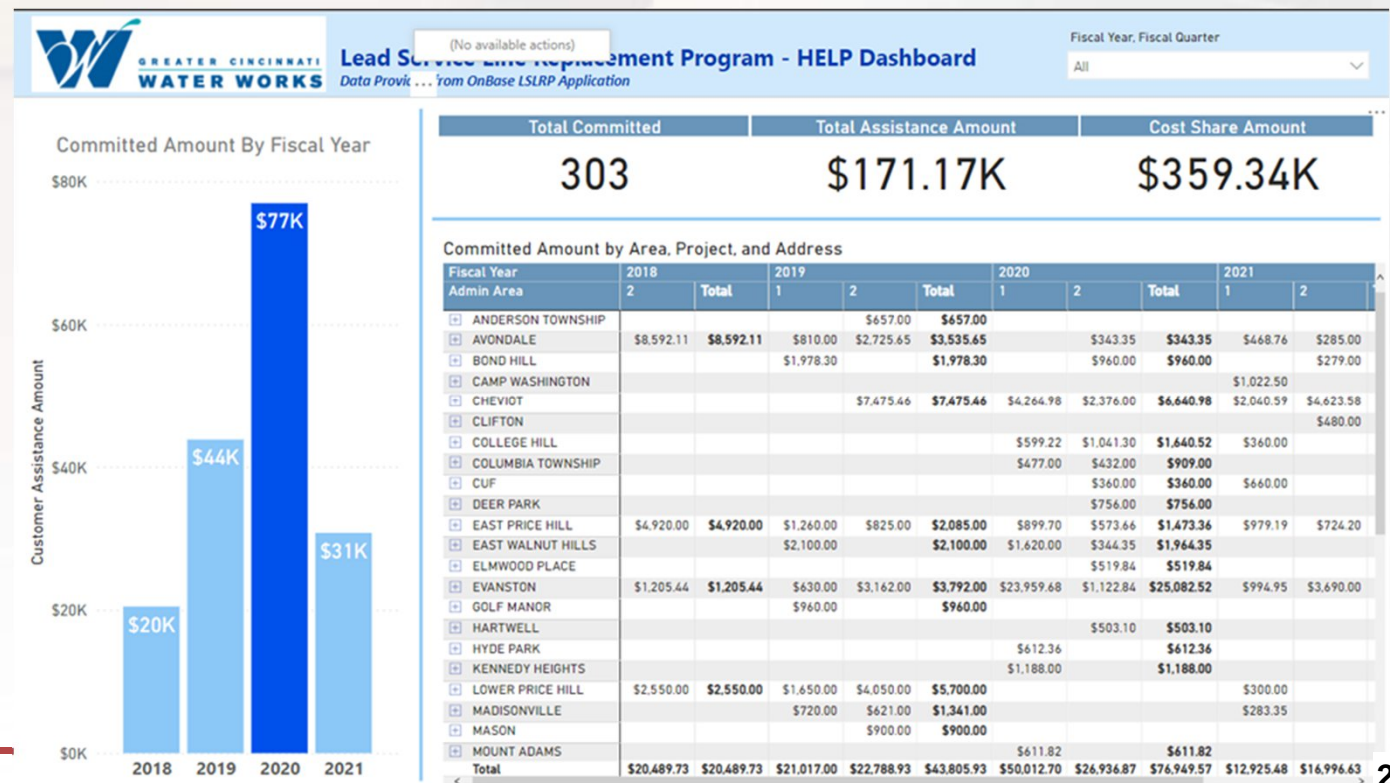 GREATER CINCINNATI
WATER WORKS
(No available actions)
Lead Service Line Replacement Program - HELP Dashboard
Data Provid ... from OnBase LSLRP Application
Fiscal Year, Fiscal Quarter
All
Committed Amount By Fiscal Year
Customer Assistance Amount
$80K
$60K
$40K
$20K
$0K
$20K
$44K
$77K
$31K
2018 2019 2020 2021
Total Committed Total Assistance Amount Cost Share Amount
303 $171.17K $359.34K
Committed Amount by Area, Project, and Address
Fiscal Year 2018 2019 2020 2021
Admin Area 2 Total 1 2 Total 1 2 Total 1 2
ANDERSON TOWNSHIP $657.00 $657.00
AVONDALE $8,592.11 $8,592.11 $810.00 $2,725.65 $3,535.65 $343.35 $343.35 $468.76 $285.00
BOND HILL $1,978.30 $1,978.30 $960.00 $960.00 $279.00
CAMP WASHINGTON $1,022.50
CHEVIOT $7,475.46 $7,475.46 $4,264.98 $2,376.00 $6,640.98 $2,040.59 $4,623.58
CLIFTON $480.00
COLLEGE HILL $599.22 $1,041.30 $1,640.52 $360.00
COLUMBIA TOWNSHIP $477.00 $432.00 $909.00
CUF $360.00 $360.00 $660.00
DEER PARK $756.00 $756.00
EAST PRICE HILL $4,920.00 $4,920.00 $1,260.00 $825.00 $2,085.00 $899.70 $573.66 $1,473.36 $979.19 $724.20
EAST WALNUT HILLS $2,100.00 $2,100.00 $1,620.00 $344.35 $1,964.35
ELMWOOD PLACE $519.84 $519.84
EVANSTON $1,205.44 $1,205.44 $630.00 $3,162.00 $3,792.00 $23,959.68 $1,122.84 $25,082.52 $994.95 $3,690.00
GOLF MANOR $960.00 $960.00
HARTWELL $503.10 $503.10
HYDE PARK $612.36 $612.36
KENNEDY HEIGHTS $1,188.00 $1,188.00
LOWER PRICE HILL $2,550.00 $2,550.00 $1,650.00 $4,050.00 $5,700.00 $300.00
MADISONVILLE $720.00 $621.00 $1,341.00 $283.35
MASON $900.00 $900.00
MOUNT ADAMS $611.82 $611.82
Total $20,489.73 $20,489.73 $21,017.00 $22,788.93 $43,805.93 $50,012.70 $26,936.87 $76,949.57 $12,925.48 $16,996.63